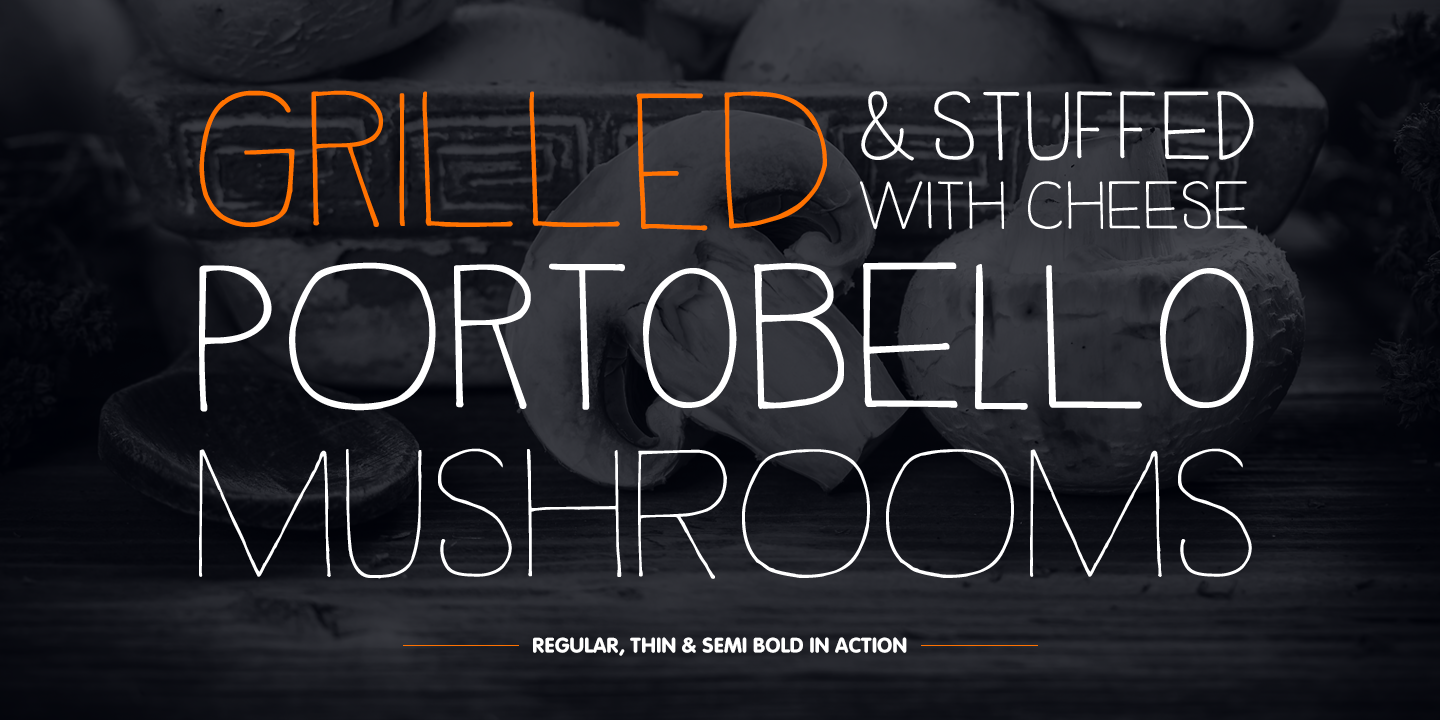 GRILLED & STUFFED
WITH CHEESE
PORTOBELLO
MUSHROOMS
REGULAR, THIN & SEMI BOLD IN ACTION